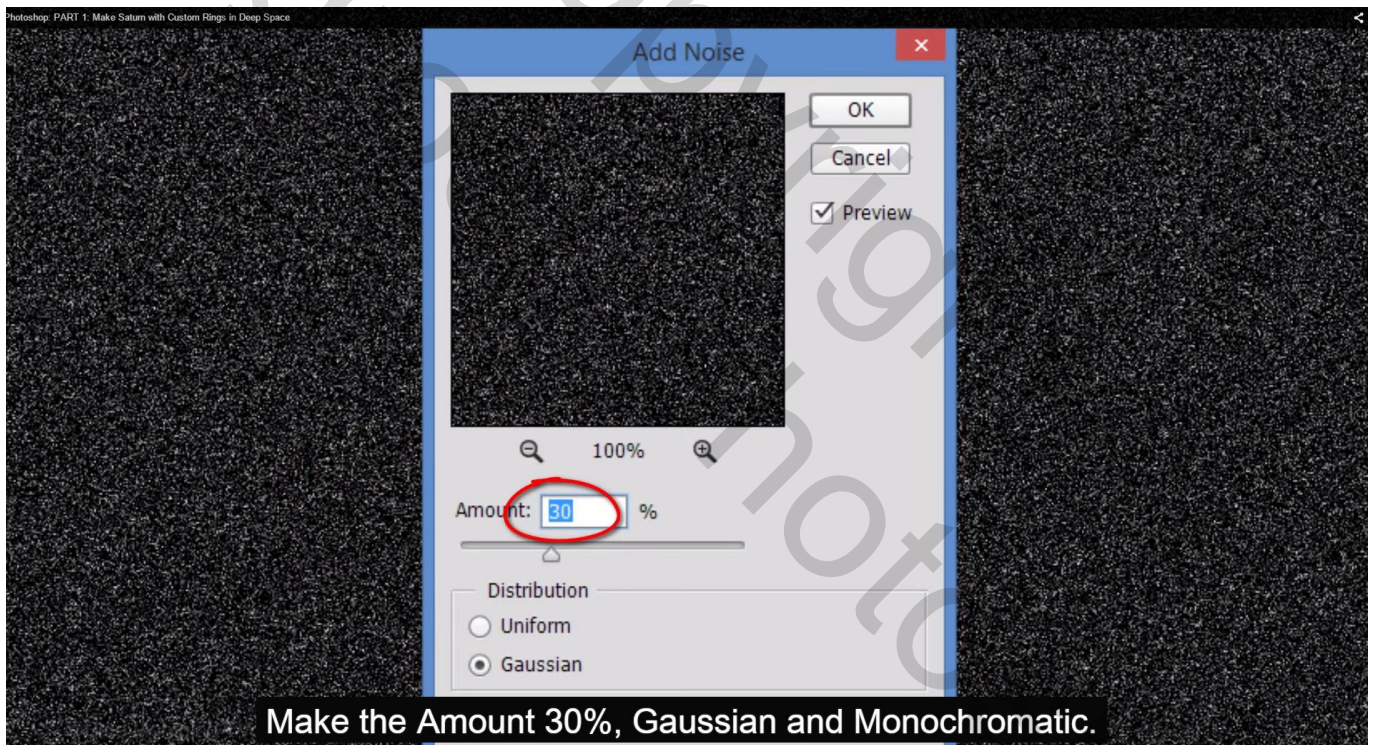 Photoshop: PART 1: Make Saturn with Custom Rings in Deep Space
Add Noise
OK
Cancel
Preview
100%
Amount: 30 %
Distribution
Uniform
Gaussian
Make the Amount 30%, Gaussian and Monochromatic.